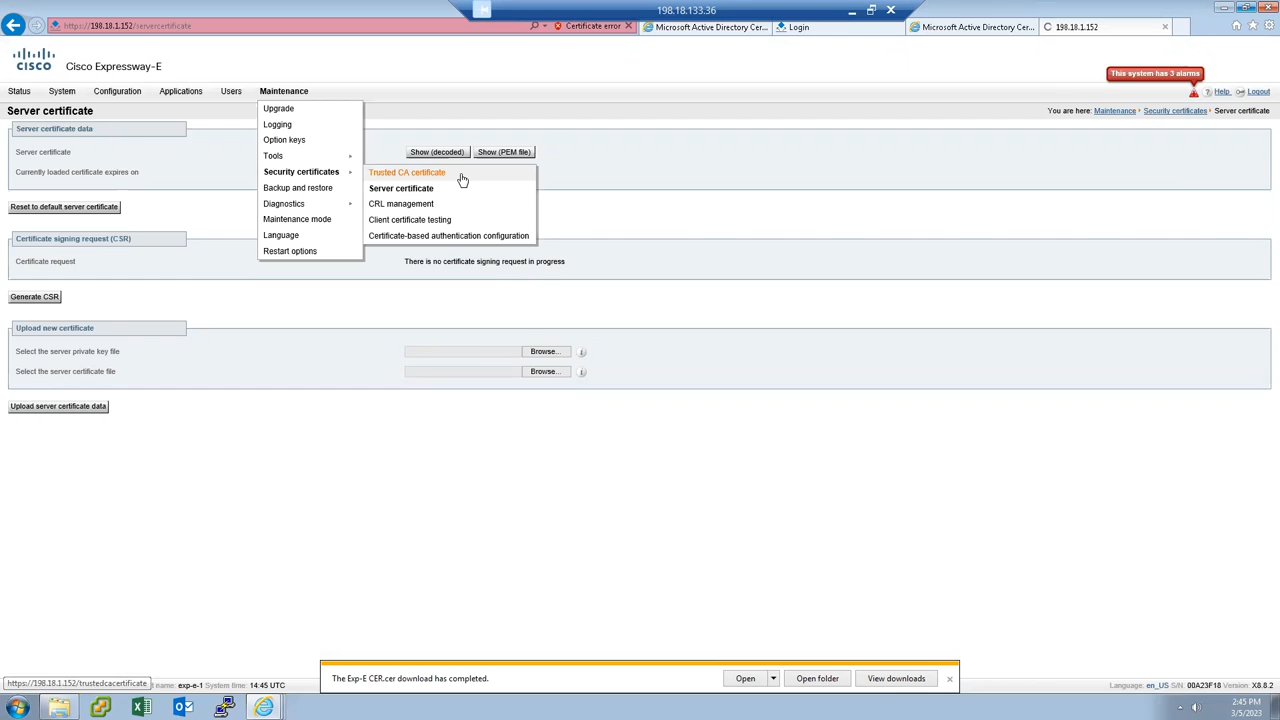 198.18.133.36
https://198.18.1.152/servercertificate
Certificate error
Microsoft Active Directory Cer...
Login
Microsoft Active Directory Cer...
198.18.1.152
CISCO
Cisco Expressway-E
This system has 3 alarms
Status
System
Configuration
Applications
Users
Maintenance
Help
Logout
Server certificate
You are here: Maintenance Security certificates Server certificate
Upgrade
Logging
Option keys
Tools
Security certificates
Backup and restore
Diagnostics
Maintenance mode
Language
Restart options
Trusted CA certificate
Server certificate
CRL management
Client certificate testing
Certificate-based authentication configuration
Server certificate data
Server certificate
Show (decoded)
Show (PEM file)
Currently loaded certificate expires on
Reset to default server certificate
Certificate signing request (CSR)
Certificate request
There is no certificate signing request in progress
Generate CSR
Upload new certificate
Select the server private key file
Browse...
i
Select the server certificate file
Browse...
i
Upload server certificate data
The Exp-E CER.cer download has completed.
Open
Open folder
View downloads
https://198.18.1.152/trustedcacertificate
name: exp-e-1 System time: 14:45 UTC
Language: en_US S/N: 00A23F18 Version: X8.8.2
2:45 PM
3/5/2023